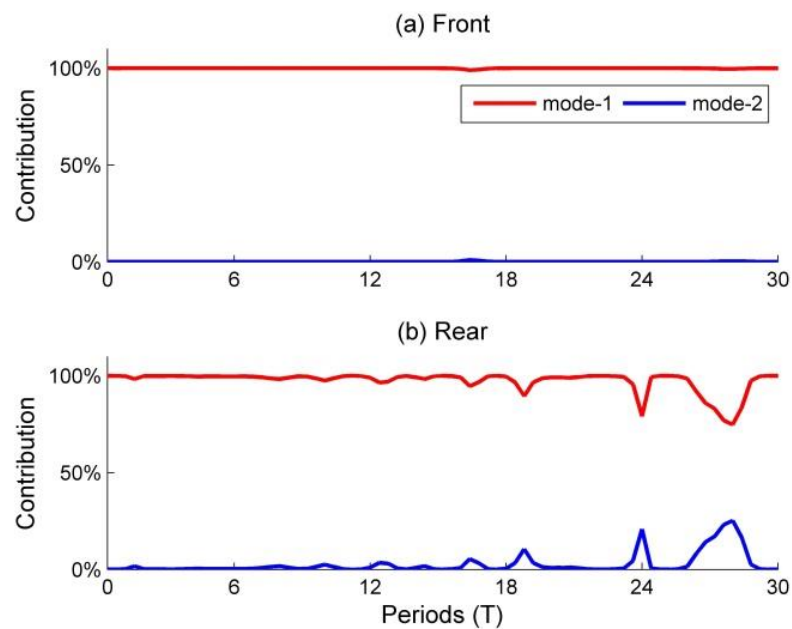 (a) Front
100%
mode-1 mode-2
Contribution
50%
0%
0 6 12 18 24 30
(b) Rear
100%
Contribution
50%
0%
0 6 12 18 24 30
Periods (T)